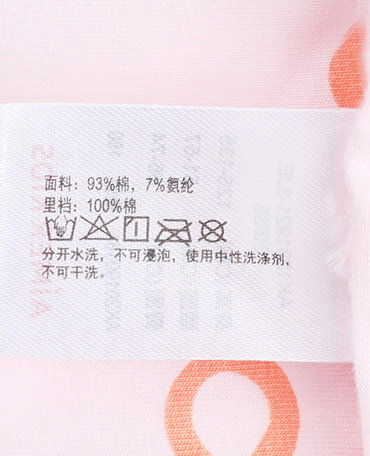 面料：93%棉，7%氨纶
里档：100%棉
分开水洗，不可浸泡，使用中性洗涤剂，
不可干洗。